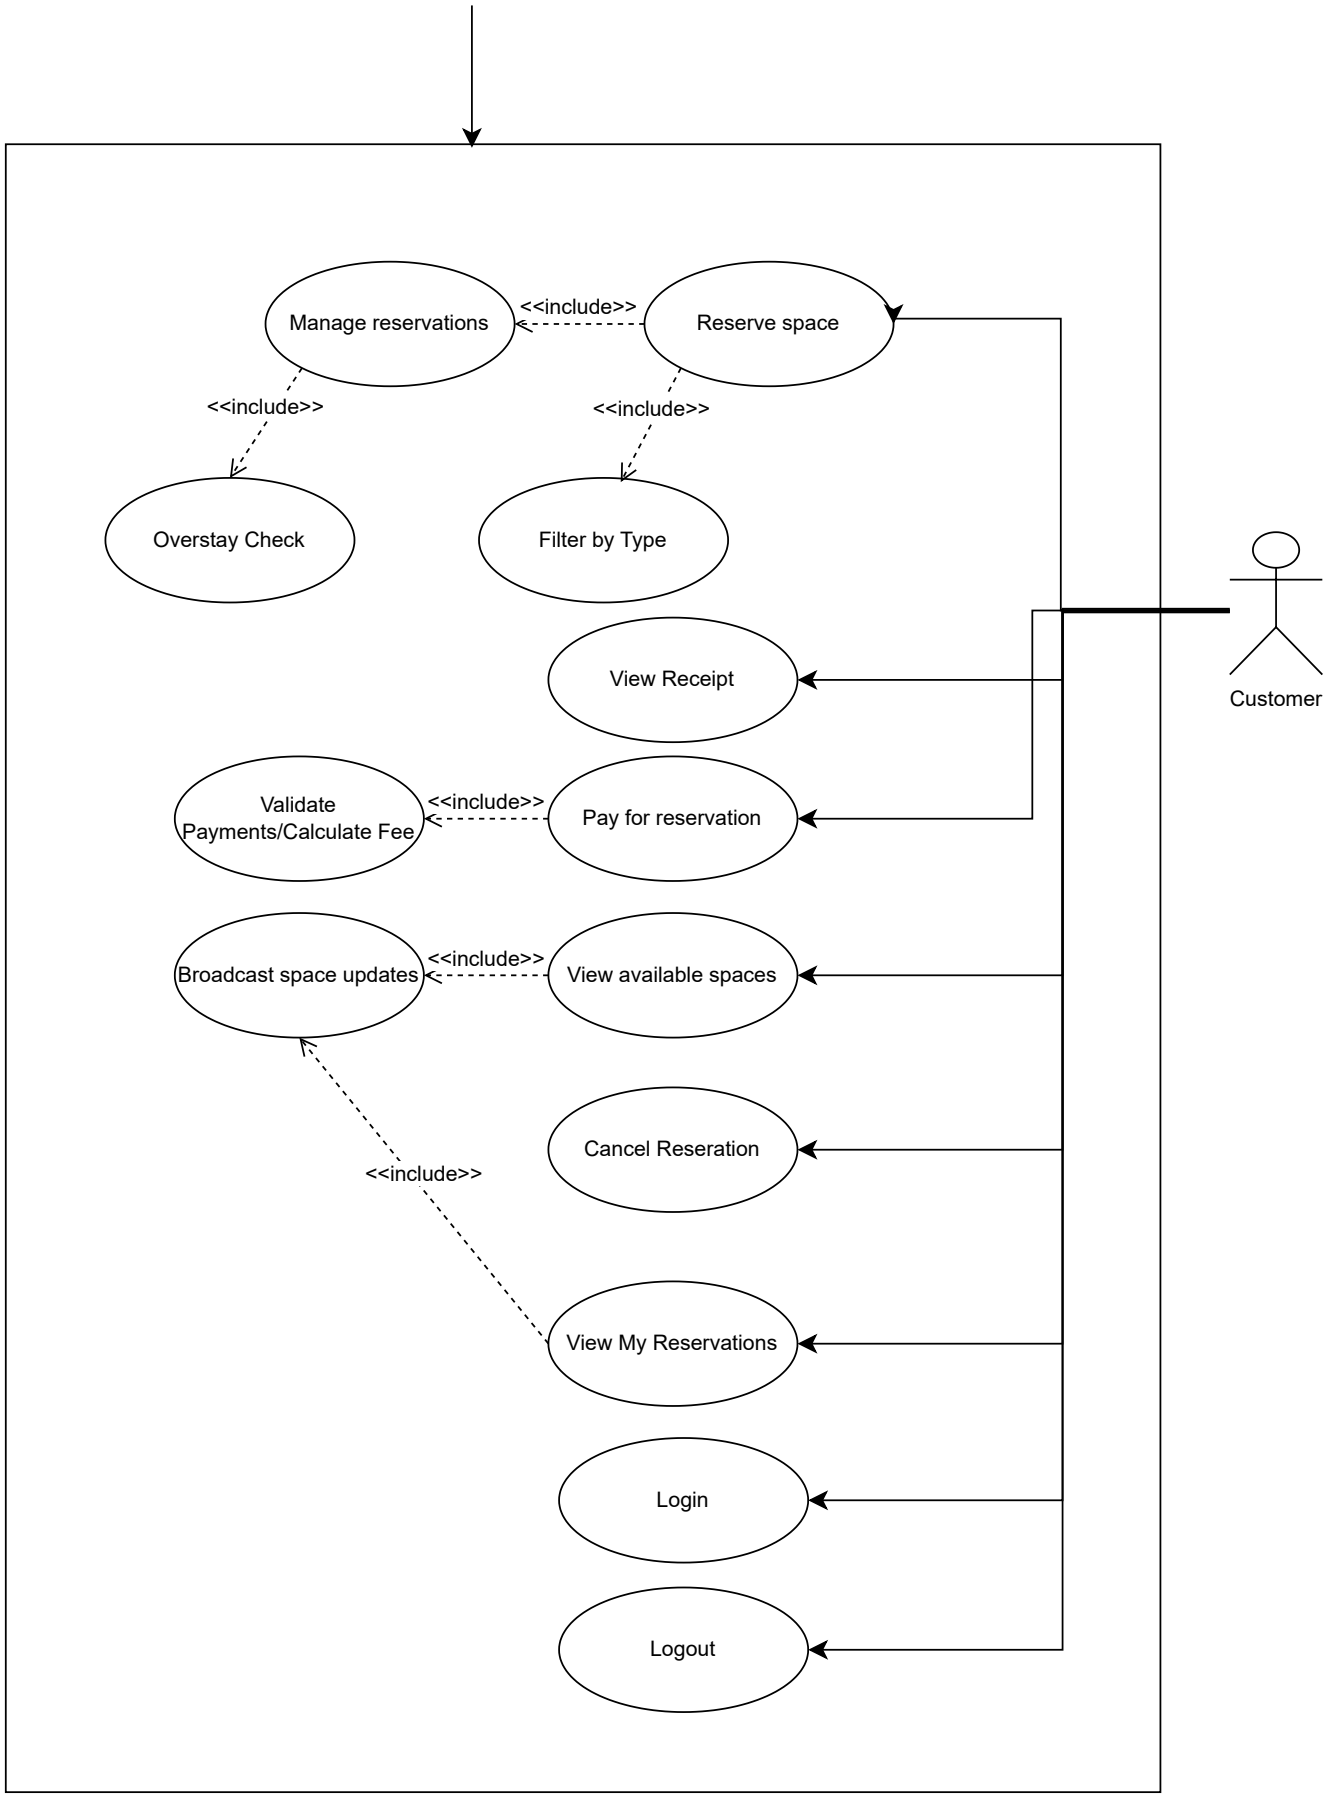 <<include>>
Manage reservations
Reserve space
<<include>>
<<include>>
Overstay Check
Filter by Type
View Receipt
Customer
<<include>>
Validate
Payments/Calculate Fee
Pay for reservation
<<include>>
Broadcast space updates
View available spaces
Cancel Reseration
<<include>>
View My Reservations
Login
Logout